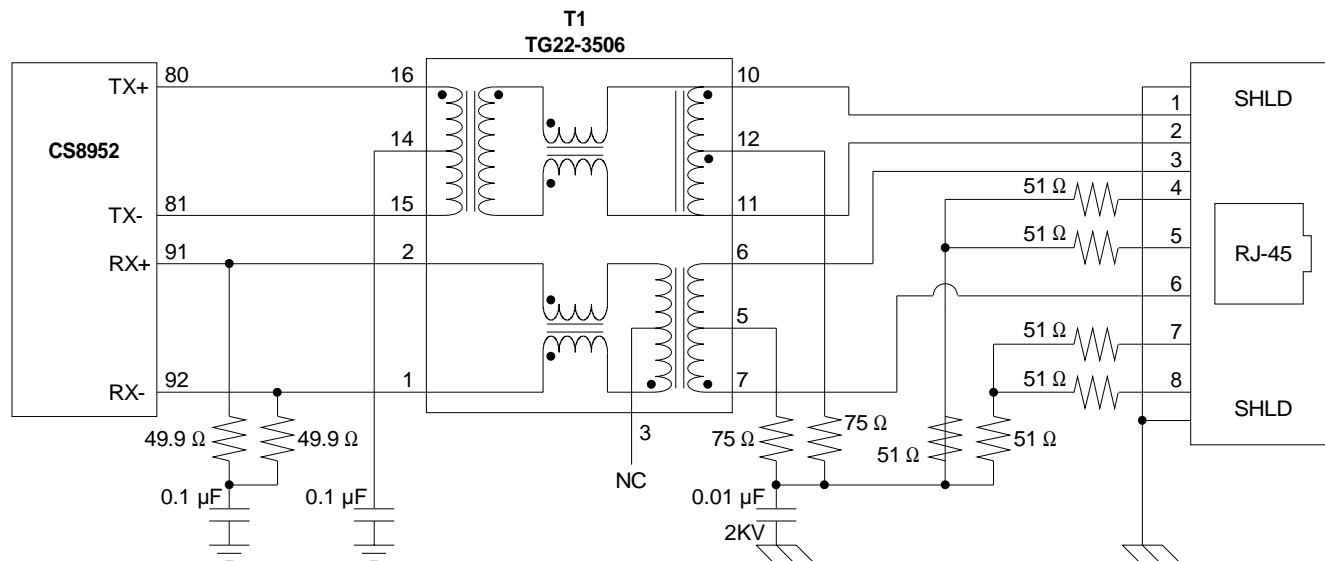 T1
TG22-3506
TX+ 80 16 10
SHLD
1
14 12 2
CS8952
3
51 Ω 4
TX- 81 15 11
51 Ω 5
RX+ 91 2 6
RJ-45
6
5
51 Ω 7
RX- 92 1 7
51 Ω 8
SHLD
49.9 Ω 49.9 Ω 3 75 Ω 75 Ω 51 Ω 51 Ω
NC
0.1 µF 0.1 µF 0.01 µF
2KV